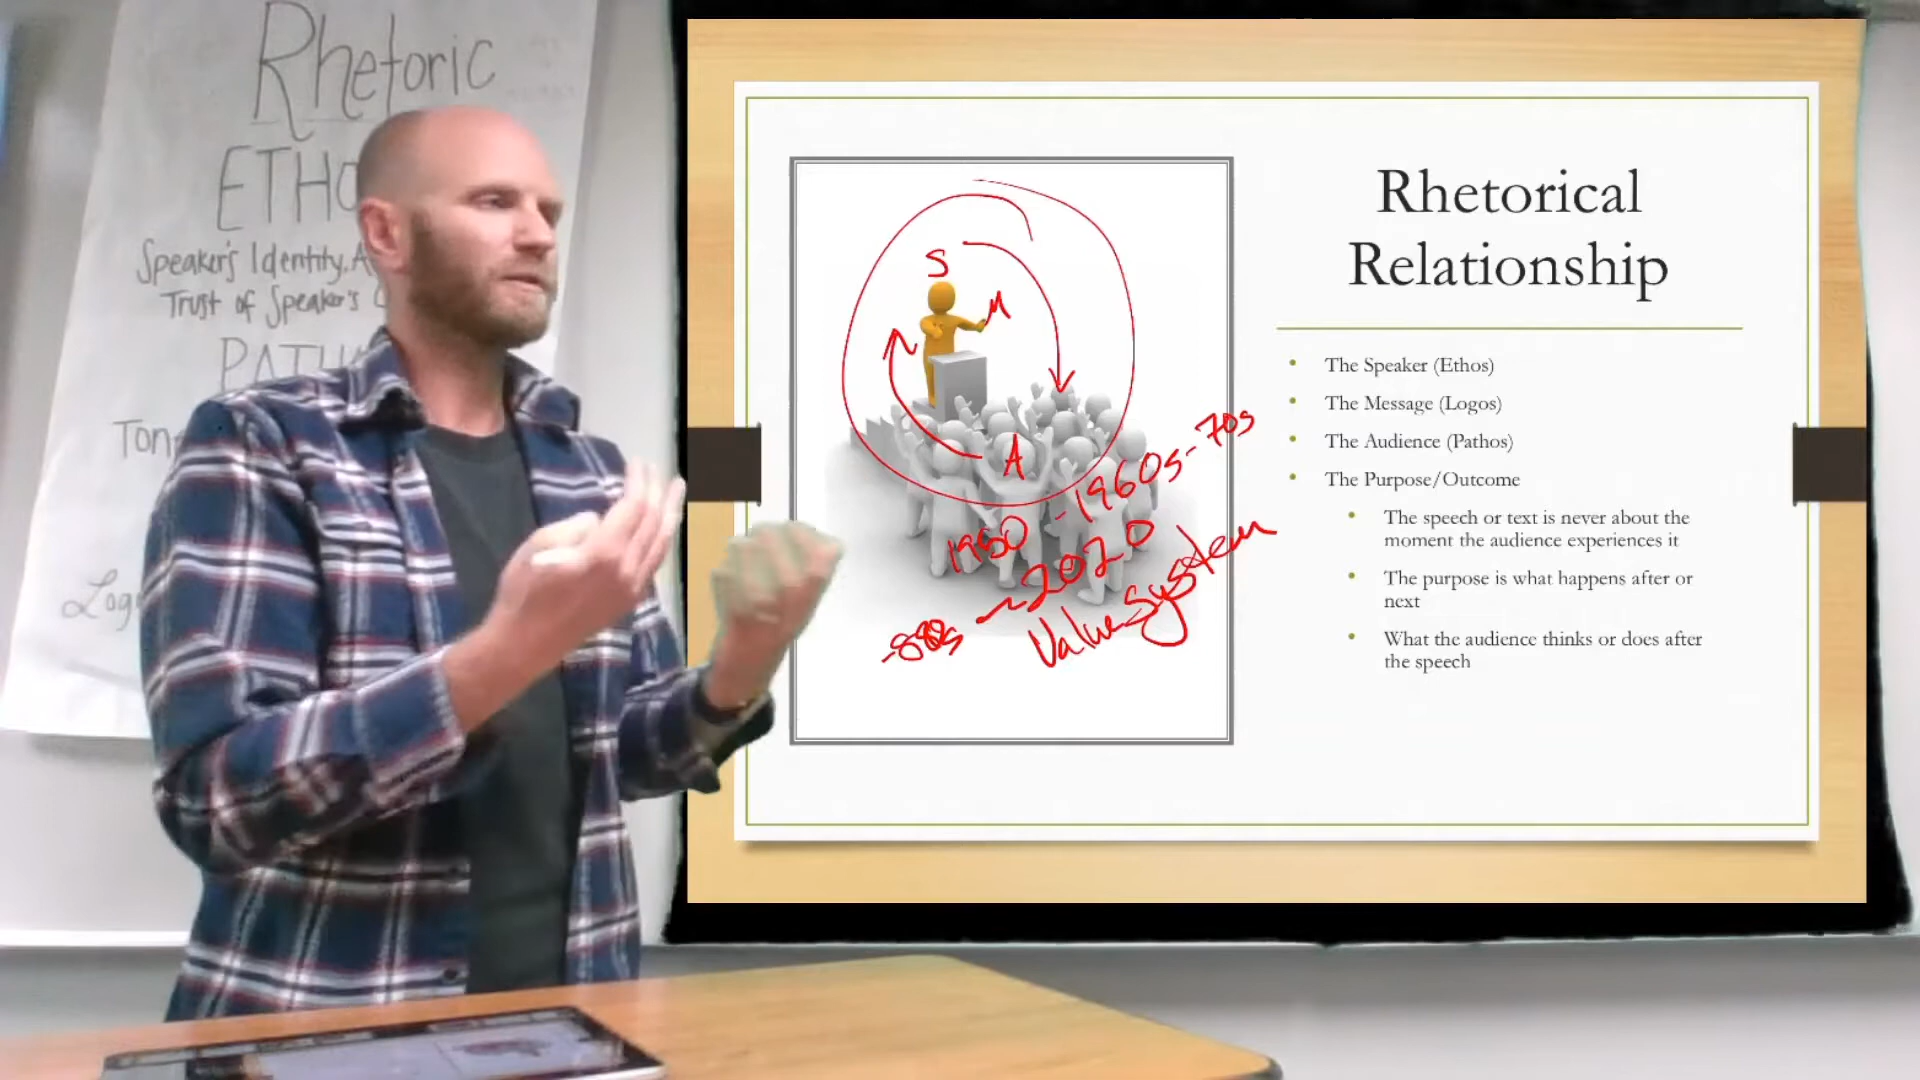 Rhetoric
ETHO
Speaker's Identity, A
Trust of Speaker's
PATH
Ton
Log
S
M
A
1950 - 1960s - 70s
-80s ~ 2020
Value System
Rhetorical
Relationship
• The Speaker (Ethos)
• The Message (Logos)
• The Audience (Pathos)
• The Purpose/Outcome
• The speech or text is never about the
moment the audience experiences it
• The purpose is what happens after or
next
• What the audience thinks or does after
the speech